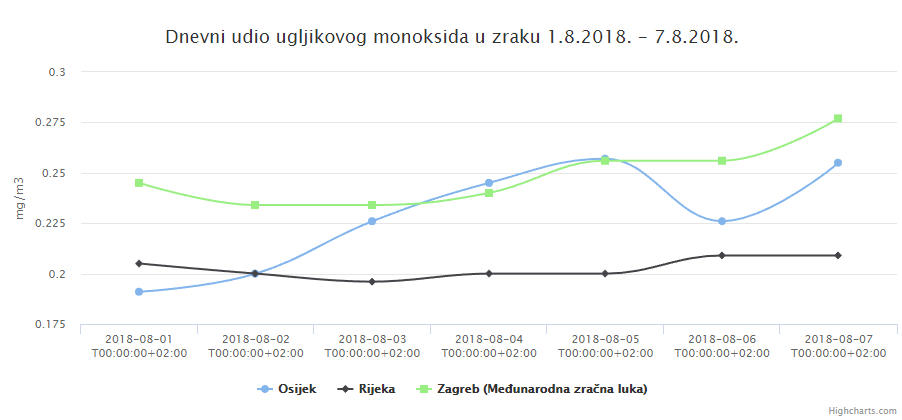 Dnevni udio ugljikovog monoksida u zraku 1.8.2018. - 7.8.2018.
0.3
0.275
0.25
0.225
0.2
0.175
mg/m3
2018-08-01 2018-08-02 2018-08-03 2018-08-04 2018-08-05 2018-08-06 2018-08-07
T00:00:00+02:00 T00:00:00+02:00 T00:00:00+02:00 T00:00:00+02:00 T00:00:00+02:00 T00:00:00+02:00 T00:00:00+02:00
Osijek Rijeka Zagreb (Međunarodna zračna luka)
Highcharts.com